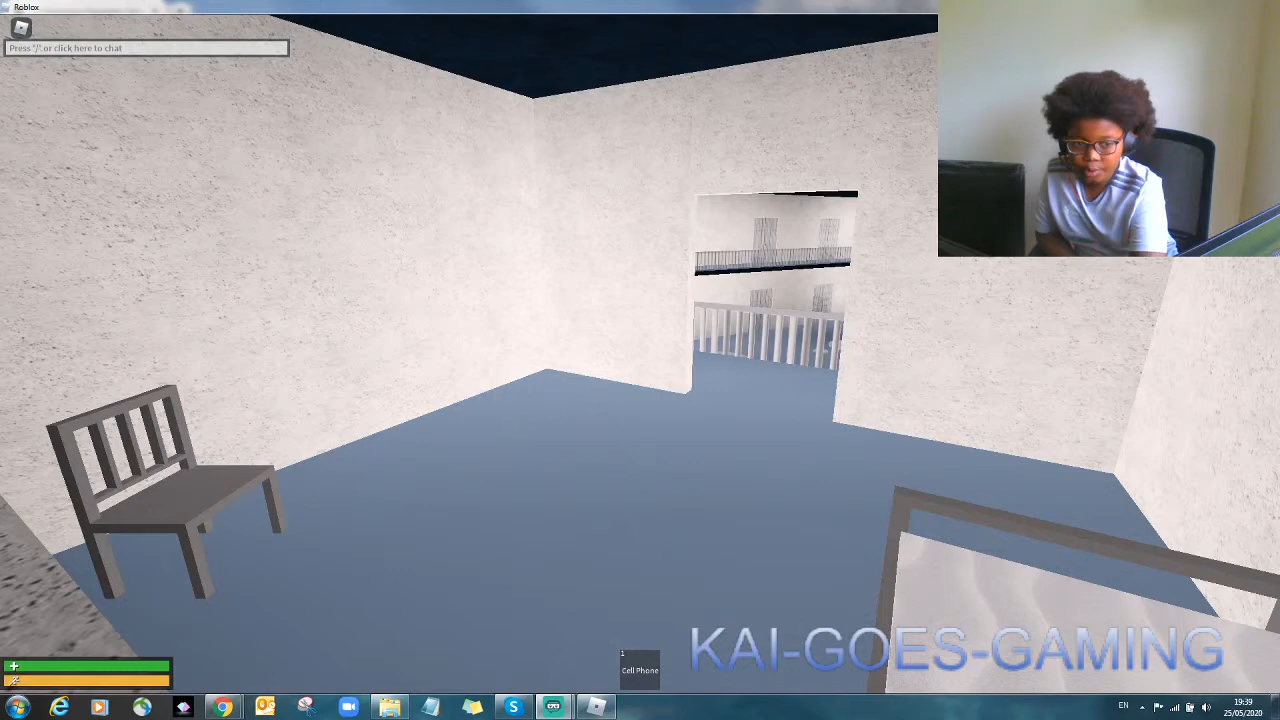 Roblox
Press '/' or click here to chat
1
Cell Phone
KAI-GOES-GAMING
EN
19:39
25/05/2020